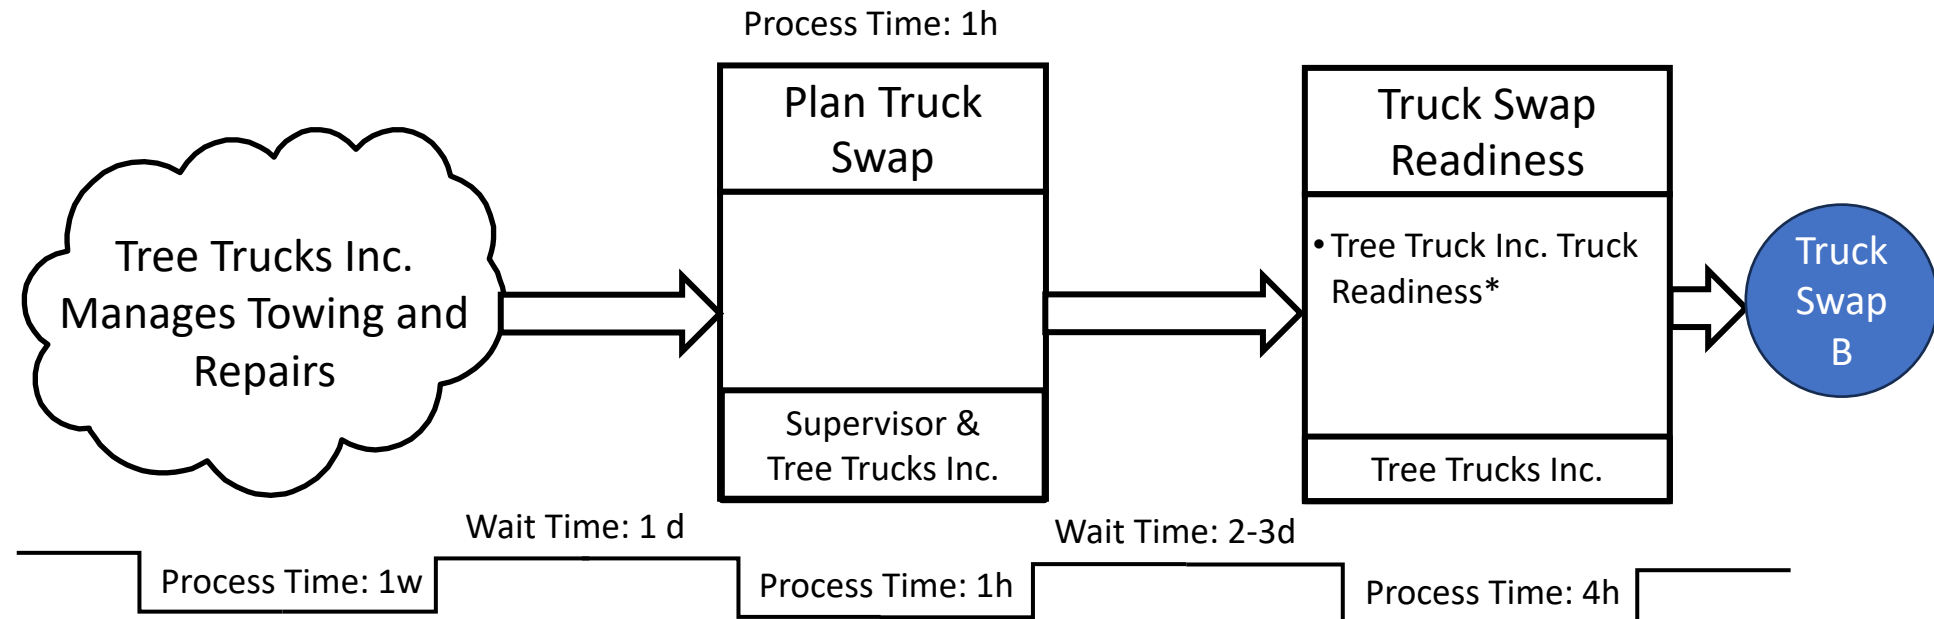 Process Time: 1h
Tree Trucks Inc.
Manages Towing and
Repairs
Plan Truck
Swap
Supervisor &
Tree Trucks Inc.
Truck Swap
Readiness
• Tree Truck Inc. Truck
Readiness*
Tree Trucks Inc.
Truck
Swap
B
Wait Time: 1 d
Wait Time: 2-3d
Process Time: 1w
Process Time: 1h
Process Time: 4h